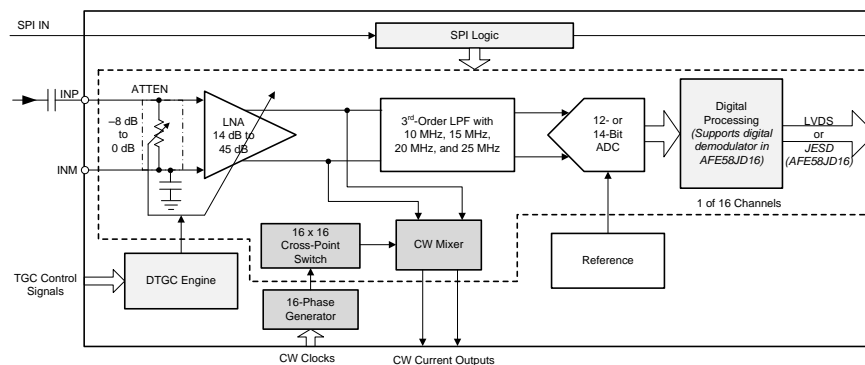 SPI IN
SPI Logic
ATTEN
INP
–8 dB
to
0 dB
INM
LNA
14 dB to
45 dB
3rd-Order LPF with
10 MHz, 15 MHz,
20 MHz, and 25 MHz
12- or
14-Bit
ADC
Digital
Processing
(Supports digital
demodulator in
AFE58JD16)
LVDS
or
JESD
(AFE58JD16)
1 of 16 Channels
16 x 16
Cross-Point
Switch
CW Mixer
Reference
TGC Control
Signals
DTGC Engine
16-Phase
Generator
CW Clocks
CW Current Outputs